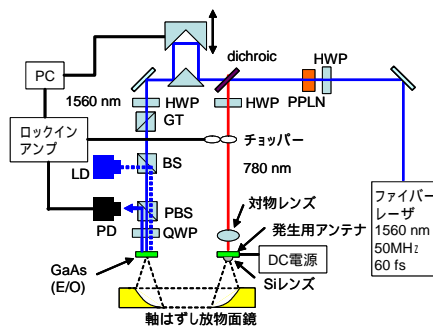 dichroic
HWP
PC
PPLN
1560 nm
HWP
HWP
GT
ロックイン
アンプ
チョッパー
BS
780 nm
LD
対物レンズ
ファイバー
レーザ
1560 nm
50MHz
60 fs
PBS
PD
QWP
発生用アンテナ
DC電源
GaAs
(E/O)
Siレンズ
軸はずし放物面鏡